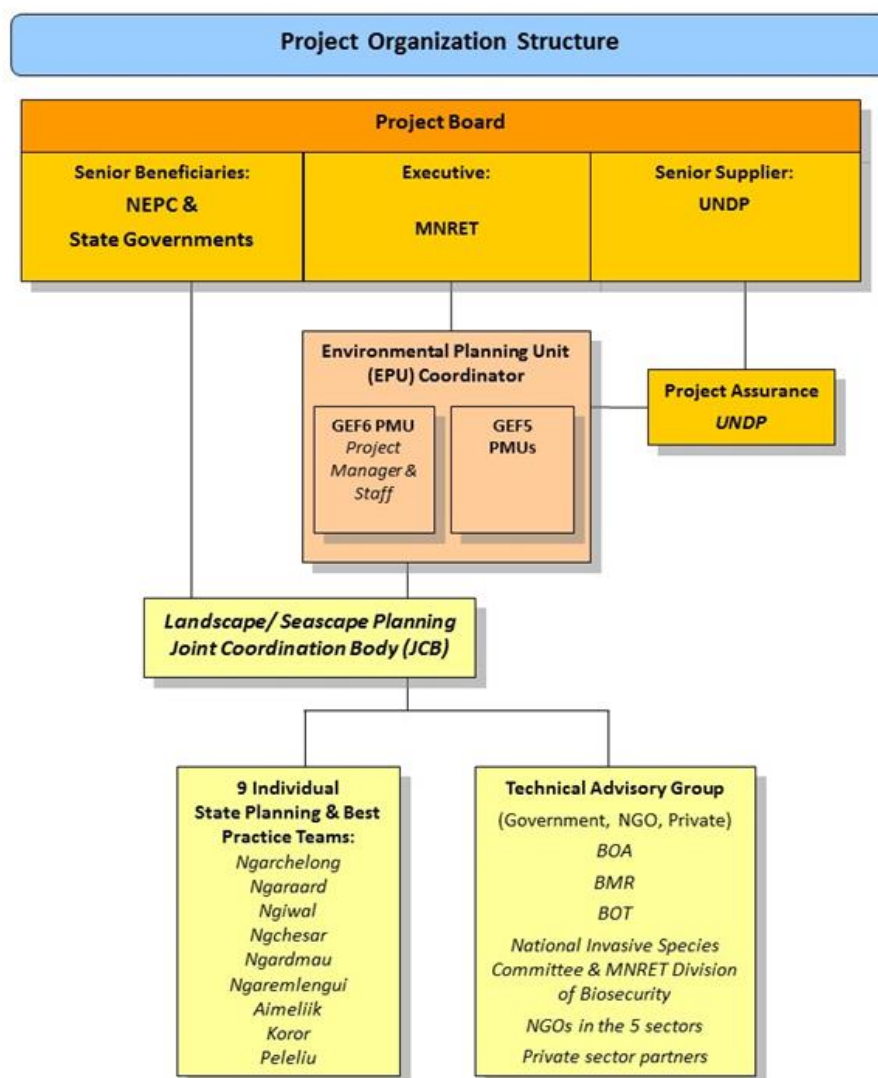 Project Organization Structure
Project Board
Senior Beneficiaries:
NEPC &
State Governments
Executive:
MNRET
Senior Supplier:
UNDP
Environmental Planning Unit
(EPU) Coordinator
GEF6 PMU
Project
Manager &
Staff
GEF5
PMUs
Project Assurance
UNDP
Landscape/ Seascape Planning
Joint Coordination Body (JCB)
9 Individual
State Planning & Best
Practice Teams:
Ngarchelong
Ngaraard
Ngiwal
Ngchesar
Ngardmau
Ngaremlengui
Aimeliik
Koror
Peleliu
Technical Advisory Group
(Government, NGO, Private)
BOA
BMR
BOT
National Invasive Species
Committee & MNRET Division
of Biosecurity
NGOs in the 5 sectors
Private sector partners